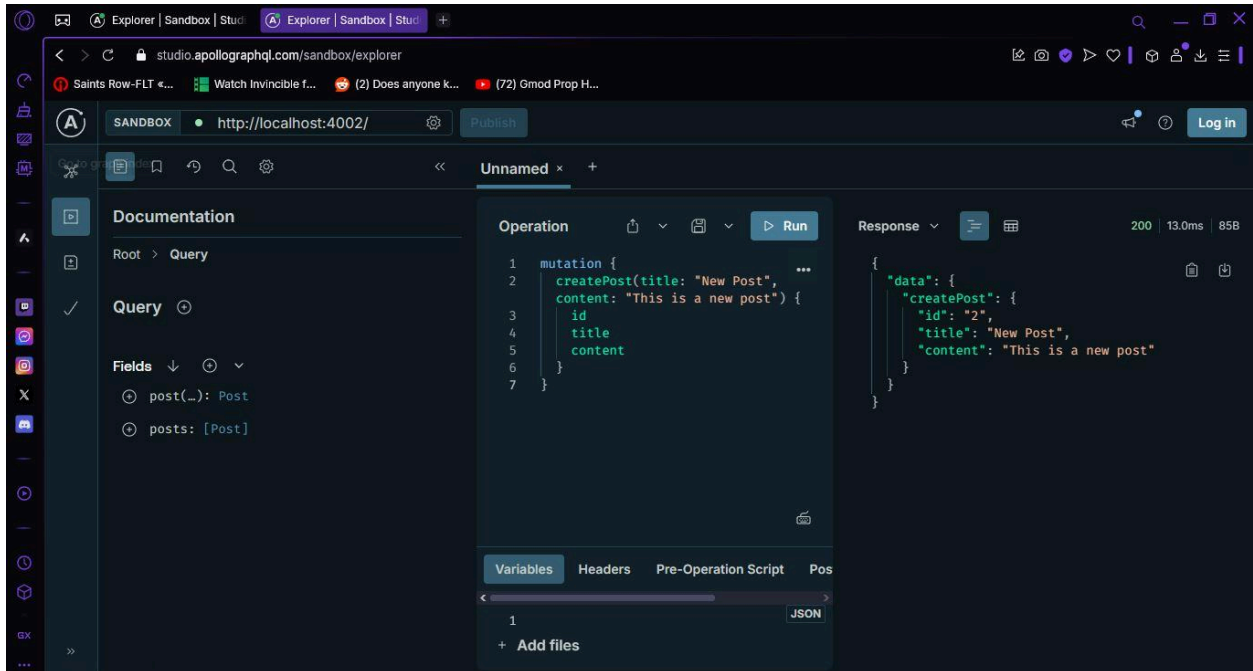 Explorer | Sandbox | Stud
Explorer | Sandbox | Stud
studio.apollographql.com/sandbox/explorer
Saints Row-FLT «...
Watch Invincible f...
(2) Does anyone k...
(72) Gmod Prop H...
SANDBOX
http://localhost:4002/
Publish
Log in
Unnamed
Documentation
Root > Query
Query
Fields
post(…): Post
posts: [Post]
Operation
Run
1 mutation {
2 createPost(title: "New Post",
content: "This is a new post") {
3 id
4 title
5 content
6 }
7 }
Variables
Headers
Pre-Operation Script
Pos
1
JSON
+ Add files
Response
200 | 13.0ms | 85B
{
"data": {
"createPost": {
"id": "2",
"title": "New Post",
"content": "This is a new post"
}
}
}
GX